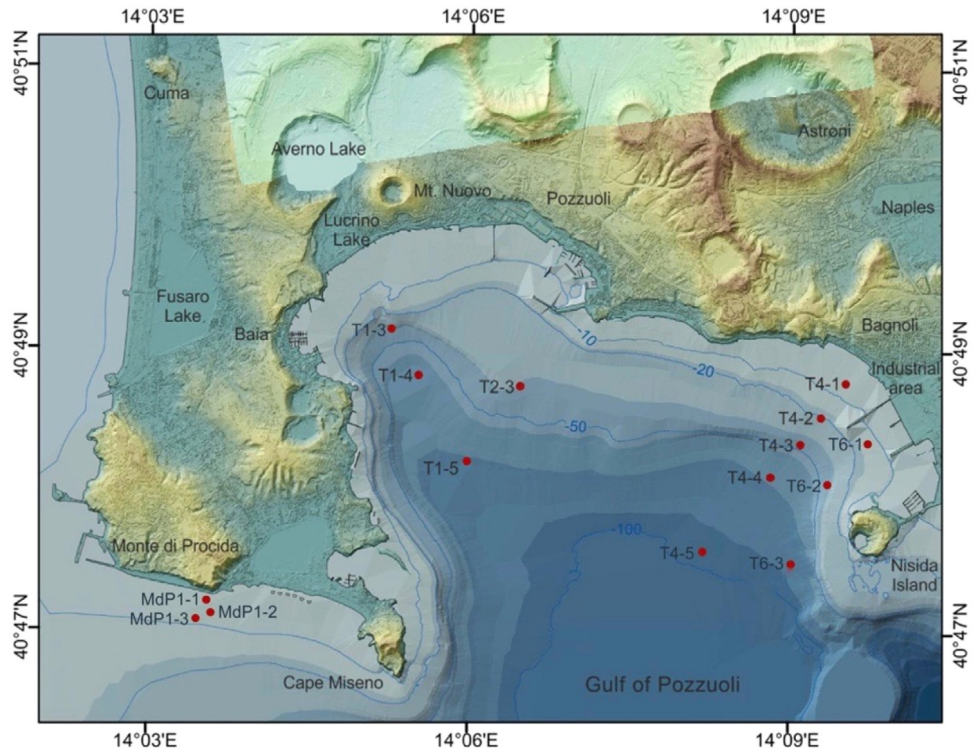 14°03'E
14°06'E
14°09'E
40°51'N
40°51'N
Cuma
Averno Lake
Astroni
Mt. Nuovo
Pozzuoli
Naples
Lucrino
Lake
Fusaro
Lake
Baia
Bagnoli
40°49'N
40°49'N
T1-3
-10
-20
Industrial
area
T1-4
T2-3
T4-1
T4-2
-50
T4-3
T6-1
T1-5
T4-4
T6-2
-100
Monte di Procida
T4-5
T6-3
Nisida
Island
MdP1-1
MdP1-2
MdP1-3
40°47'N
40°47'N
Cape Miseno
Gulf of Pozzuoli
14°03'E
14°06'E
14°09'E